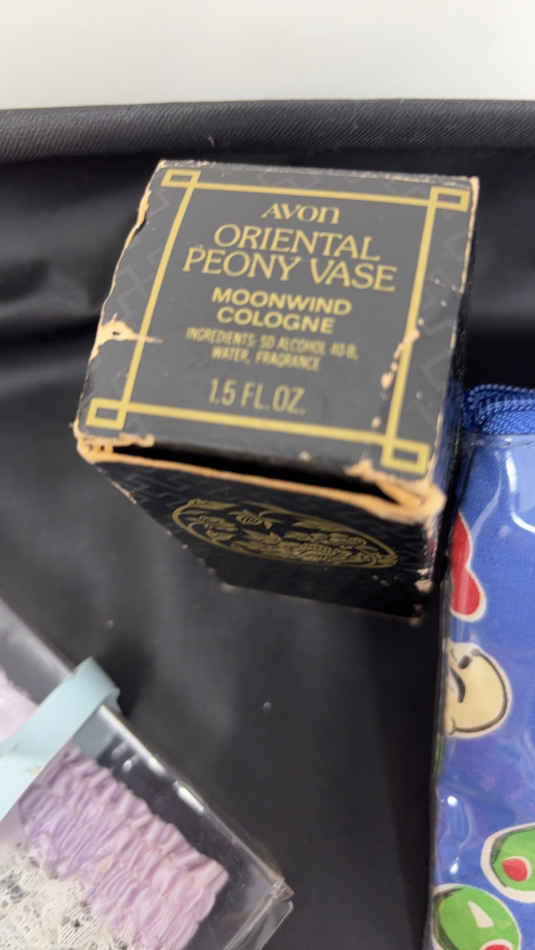 AVON
ORIENTAL
PEONY VASE
MOONWIND
COLOGNE
INGREDIENTS: SD ALCOHOL 40-B,
WATER, FRAGRANCE
1.5 FL.OZ.